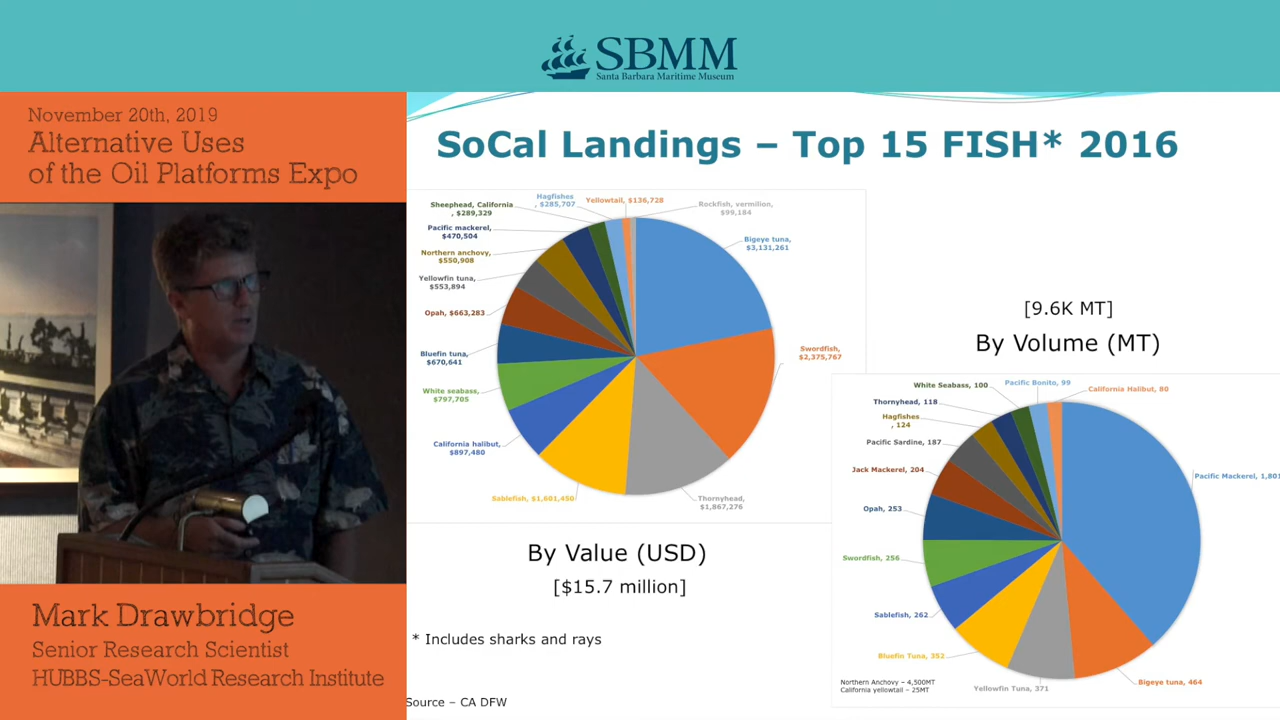 SBMM
Santa Barbara Maritime Museum
November 20th, 2019
Alternative Uses
of the Oil Platforms Expo
Mark Drawbridge
Senior Research Scientist
HUBBS-SeaWorld Research Institute
SoCal Landings – Top 15 FISH* 2016
Hagfishes
, $285,707
Yellowtail, $136,728
Rockfish, vermilion,
$99,184
Sheephead, California
, $289,329
Pacific mackerel,
$470,504
Bigeye tuna,
$3,131,261
Northern anchovy,
$550,908
Yellowfin tuna,
$553,894
Opah, $663,283
Bluefin tuna,
$670,641
Swordfish,
$2,375,767
White seabass,
$797,705
California halibut,
$897,480
Sablefish, $1,601,450
Thornyhead,
$1,867,276
By Value (USD)
[$15.7 million]
* Includes sharks and rays
Source – CA DFW
[9.6K MT]
By Volume (MT)
White Seabass, 100
Pacific Bonito, 99
California Halibut, 80
Thornyhead, 118
Hagfishes
, 124
Pacific Sardine, 187
Jack Mackerel, 204
Pacific Mackerel, 1,801
Opah, 253
Swordfish, 256
Sablefish, 262
Bluefin Tuna, 352
Yellowfin Tuna, 371
Bigeye tuna, 464
Northern Anchovy – 4,500MT
California yellowtail – 25MT